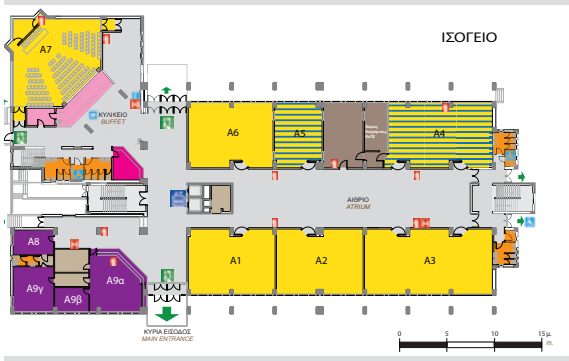 ΙΣΟΓΕΙΟ
A7
ΚΥΛΙΚΕΙΟ
BUFFET
A6
A5
A4
ΑΙΘΡΙΟ
ATRIUM
A8
A9γ
A9β
A9α
A1
A2
A3
ΚΥΡΙΑ ΕΙΣΟΔΟΣ
MAIN ENTRANCE
0 5 10 15 μ.
m.